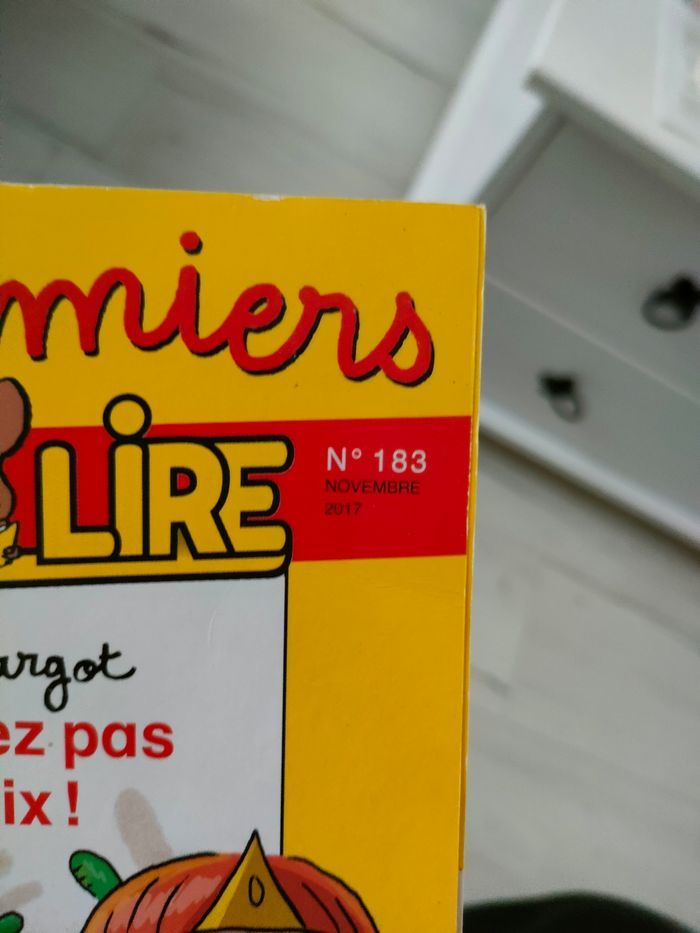 miers
LIRE
N° 183
NOVEMBRE
2017
argot
ez pas
ix !